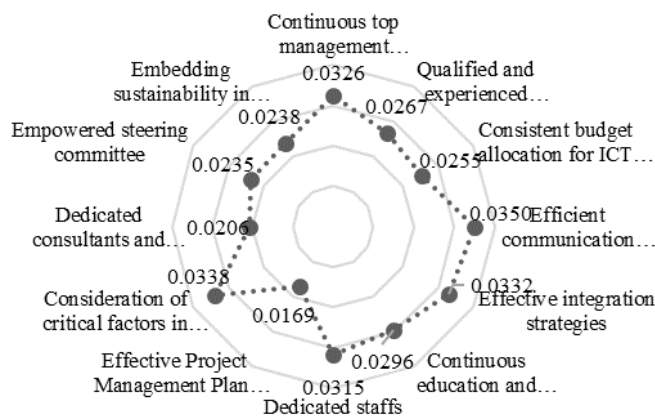 Continuous top
management…
0.0326
Qualified and
experienced…
0.0267
Consistent budget
allocation for ICT…
0.0255
Efficient
communication…
0.0350
Effective integration
strategies
0.0332
Continuous
education and…
0.0296
Dedicated staffs
0.0315
Effective Project
Management Plan…
0.0169
Consideration of
critical factors in…
0.0338
Dedicated
consultants and…
0.0206
Empowered steering
committee
0.0235
Embedding
sustainability in…
0.0238